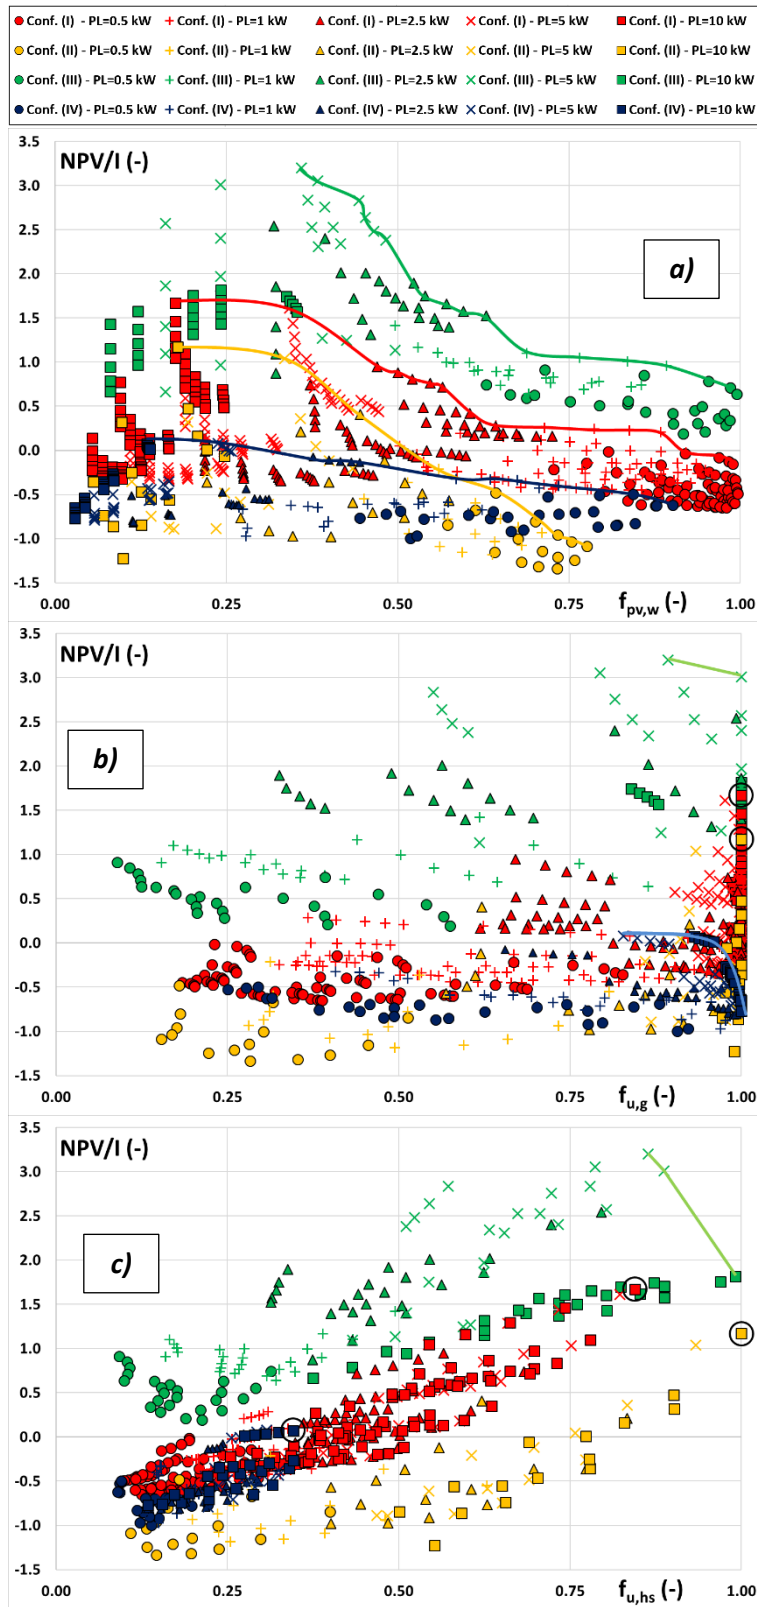 Conf. (I) - PL=0.5 kW Conf. (I) - PL=1 kW Conf. (I) - PL=2.5 kW Conf. (I) - PL=5 kW Conf. (I) - PL=10 kW
Conf. (II) - PL=0.5 kW Conf. (II) - PL=1 kW Conf. (II) - PL=2.5 kW Conf. (II) - PL=5 kW Conf. (II) - PL=10 kW
Conf. (III) - PL=0.5 kW Conf. (III) - PL=1 kW Conf. (III) - PL=2.5 kW Conf. (III) - PL=5 kW Conf. (III) - PL=10 kW
Conf. (IV) - PL=0.5 kW Conf. (IV) - PL=1 kW Conf. (IV) - PL=2.5 kW Conf. (IV) - PL=5 kW Conf. (IV) - PL=10 kW
3.5
NPV/I (-)
3.0
2.5
2.0
a)
1.5
1.0
0.5
0.0
-0.5
-1.0
-1.5
0.00 0.25 0.50 0.75 1.00
fpv,w (-)
3.5
NPV/I (-)
3.0
2.5
b)
2.0
1.5
1.0
0.5
0.0
-0.5
-1.0
-1.5
0.00 0.25 0.50 0.75 1.00
fu,g (-)
3.5
NPV/I (-)
3.0
2.5
2.0
c)
1.5
1.0
0.5
0.0
-0.5
-1.0
-1.5
0.00 0.25 0.50 0.75 1.00
fu,hs (-)